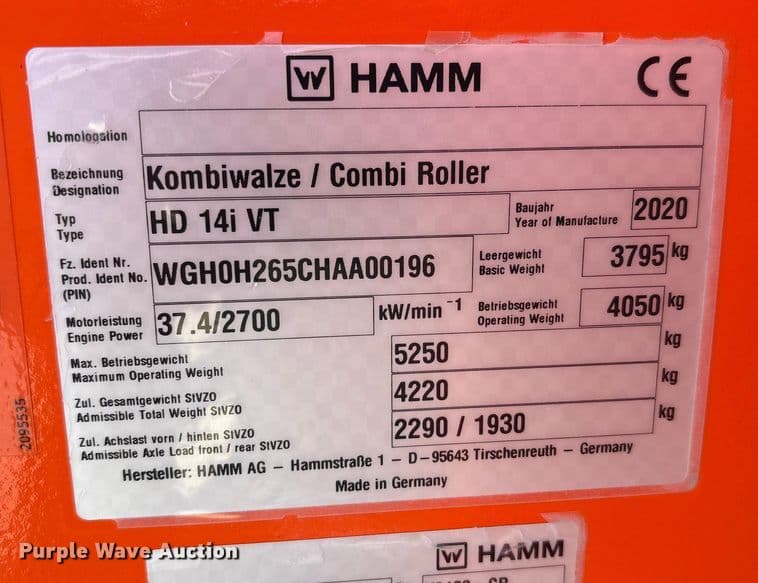 HAMM CE
Homologation
Bezeichnung Kombiwalze / Combi Roller
Designation
Typ HD 14i VT Baujahr 2020
Type Year of Manufacture
Fz. Ident Nr. WGH0H265CHAA00196 Leergewicht 3795 kg
Prod. Ident No. Basic Weight
(PIN)
Motorleistung 37.4/2700 kW/min⁻¹ Betriebsgewicht 4050 kg
Engine Power Operating Weight
Max. Betriebsgewicht 5250 kg
Maximum Operating Weight
Zul. Gesamtgewicht StVZO 4220 kg
Admissible Total Weight StVZO
Zul. Achslast vorn / hinten StVZO 2290 / 1930 kg
Admissible Axle Load front / rear StVZO
Hersteller: HAMM AG – Hammstraße 1 – D-95643 Tirschenreuth – Germany
Made in Germany
2095535
Purple Wave Auction
HAMM